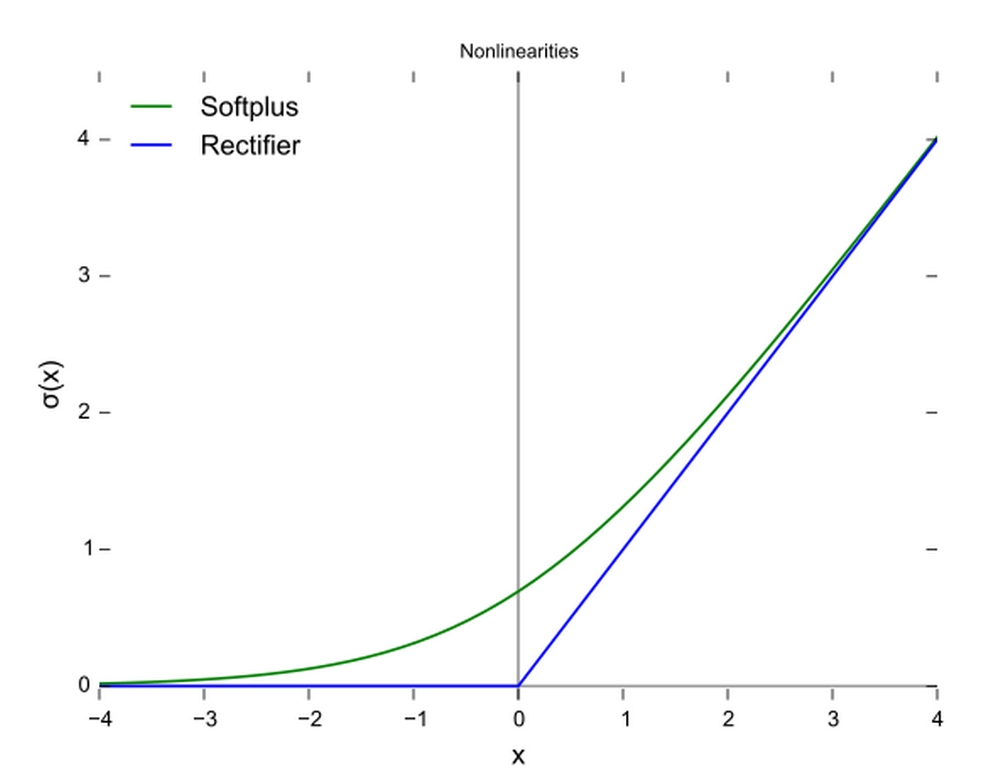 Nonlinearities
Softplus
Rectifier
4
3
2
1
0
σ(x)
−4 −3 −2 −1 0 1 2 3 4
x